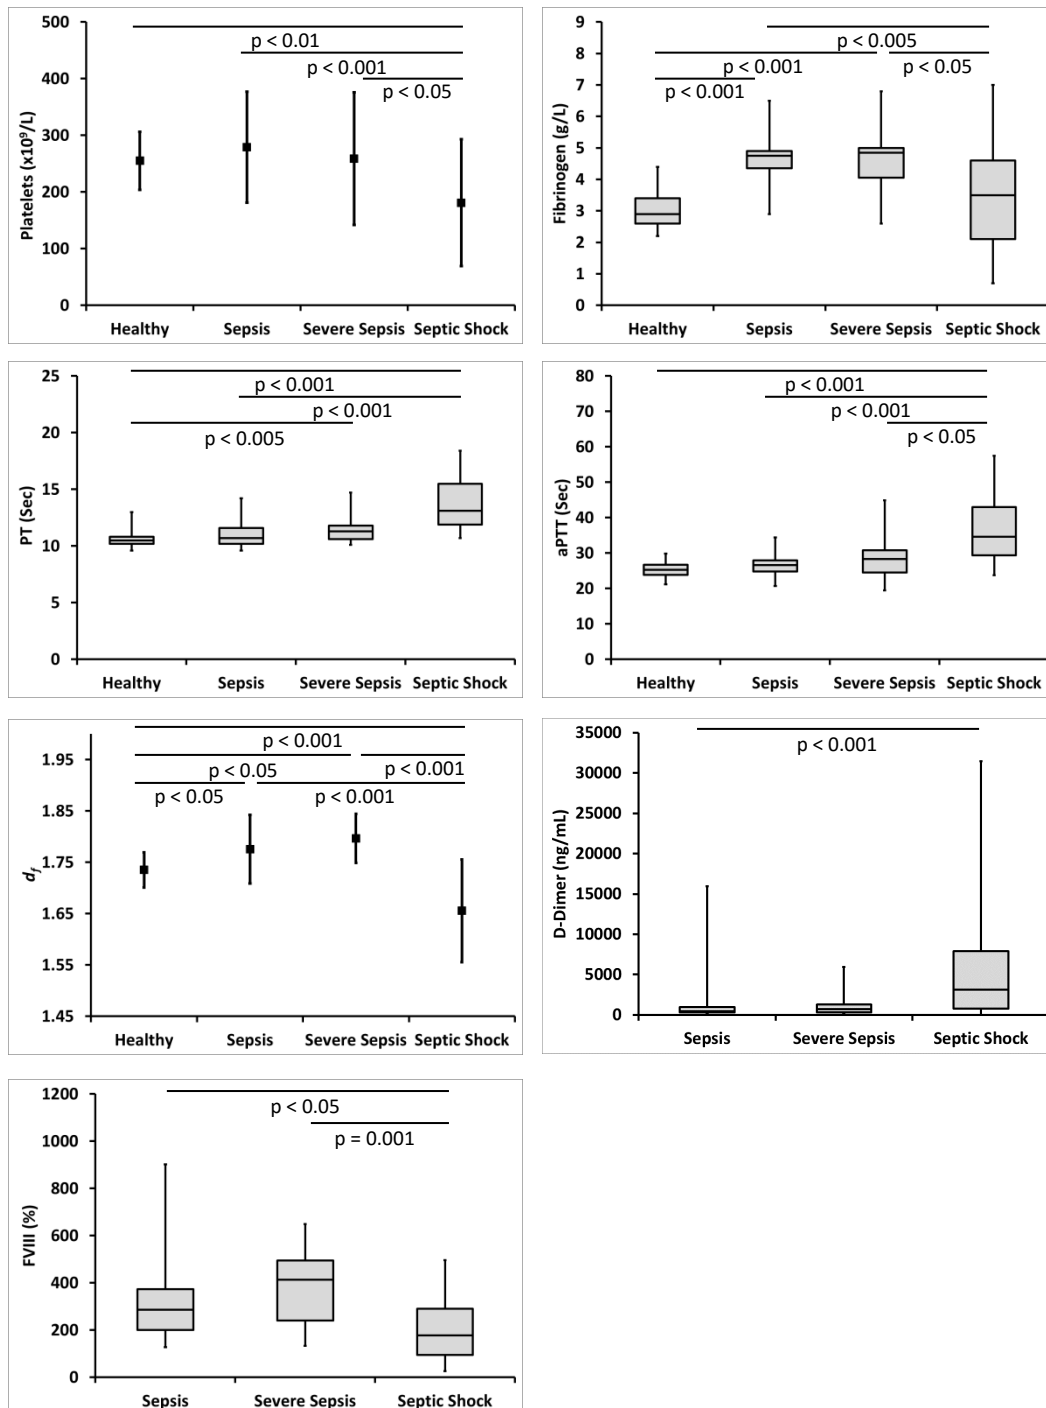 500
400
300
200
100
0
Platelets (x10⁹/L)
p < 0.01
p < 0.001
p < 0.05
Healthy Sepsis Severe Sepsis Septic Shock
9
8
7
6
5
4
3
2
1
0
Fibrinogen (g/L)
p < 0.005
p < 0.001
p < 0.05
p < 0.001
Healthy Sepsis Severe Sepsis Septic Shock
25
20
15
10
5
0
PT (Sec)
p < 0.001
p < 0.001
p < 0.005
Healthy Sepsis Severe Sepsis Septic Shock
80
70
60
50
40
30
20
10
0
aPTT (Sec)
p < 0.001
p < 0.001
p < 0.05
Healthy Sepsis Severe Sepsis Septic Shock
1.95
1.85
1.75
1.65
1.55
1.45
d_f
p < 0.001
p < 0.05
p < 0.001
p < 0.05
p < 0.001
Healthy Sepsis Severe Sepsis Septic Shock
35000
30000
25000
20000
15000
10000
5000
0
D-Dimer (ng/mL)
p < 0.001
Sepsis Severe Sepsis Septic Shock
1200
1000
800
600
400
200
0
FVIII (%)
p < 0.05
p = 0.001
Sepsis Severe Sepsis Septic Shock